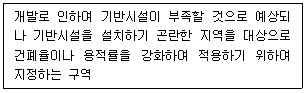 개발로 인하여 기반시설이 부족할 것으로 예상되
나 기반시설을 설치하기 곤란한 지역을 대상으로
건폐율이나 용적률을 강화하여 적용하기 위하여
지정하는 구역